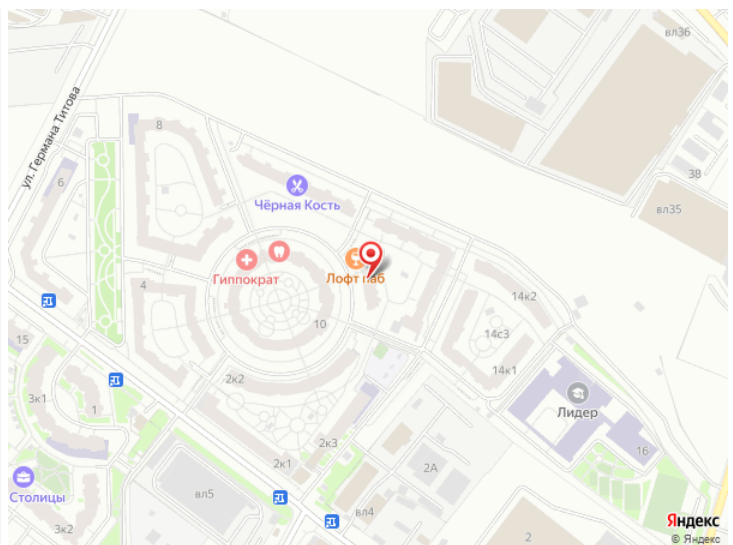 вл36
ул. Германа Титова
8
38
6
Чёрная Кость
вл35
Гиппократ
Лофт паб
4
14к2
10
14с3
15
14к1
2к2
Лидер
3к1
1
2к3
16
2к1
2А
Столицы
вл5
вл4
3к2
2
Яндекс
© Яндекс